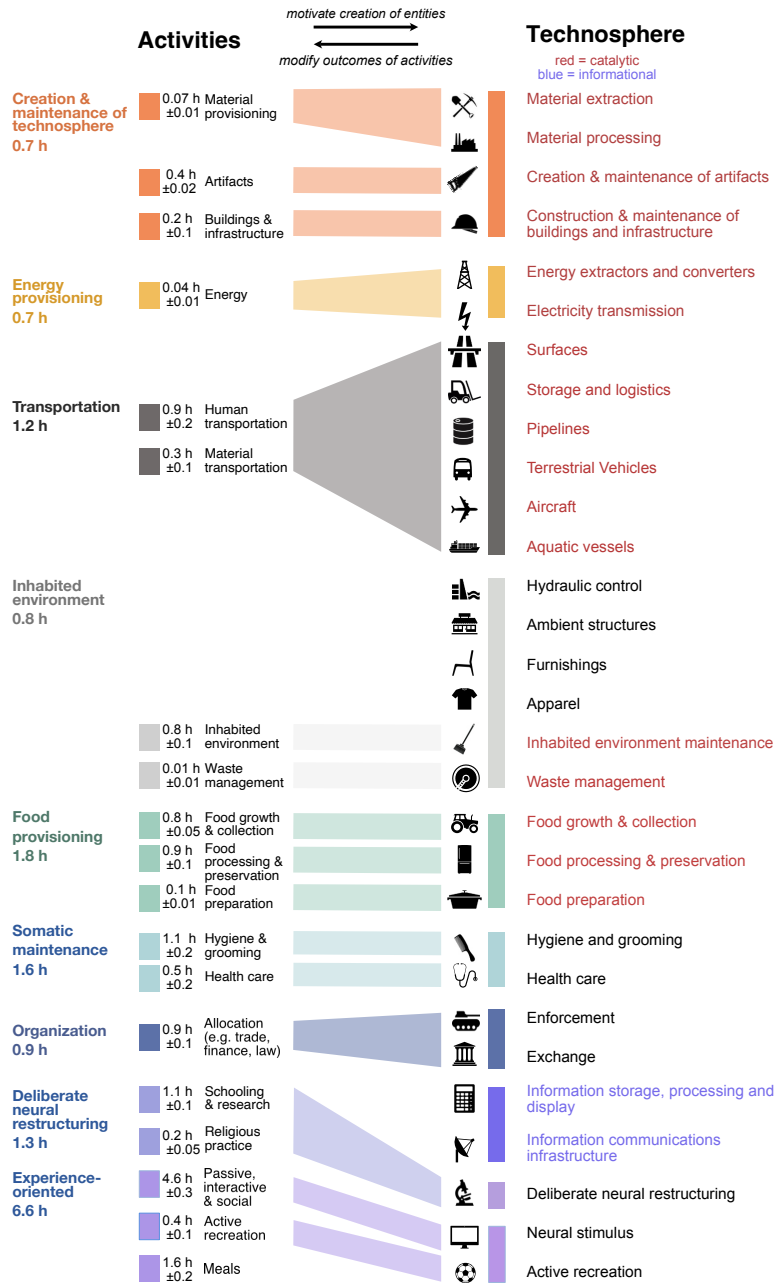 motivate creation of entities
Activities
Technosphere
modify outcomes of activities
red = catalytic
blue = informational
Creation &
maintenance of
technosphere
0.7 h
0.07 h
±0.01
Material
provisioning
Material extraction
Material processing
0.4 h
±0.02
Artifacts
Creation & maintenance of artifacts
0.2 h
±0.1
Buildings &
infrastructure
Construction & maintenance of
buildings and infrastructure
Energy
provisioning
0.7 h
0.04 h
±0.01
Energy
Energy extractors and converters
Electricity transmission
Surfaces
Storage and logistics
Transportation
1.2 h
0.9 h
±0.2
Human
transportation
Pipelines
0.3 h
±0.1
Material
transportation
Terrestrial Vehicles
Aircraft
Aquatic vessels
Inhabited
environment
0.8 h
Hydraulic control
Ambient structures
Furnishings
Apparel
0.8 h
±0.1
Inhabited
environment
Inhabited environment maintenance
0.01 h
±0.01
Waste
management
Waste management
Food
provisioning
1.8 h
0.8 h
±0.05
Food growth
& collection
Food growth & collection
0.9 h
±0.1
Food
processing &
preservation
Food processing & preservation
0.1 h
±0.01
Food
preparation
Food preparation
Somatic
maintenance
1.6 h
1.1 h
±0.2
Hygiene &
grooming
Hygiene and grooming
0.5 h
±0.2
Health care
Health care
Organization
0.9 h
0.9 h
±0.1
Allocation
(e.g. trade,
finance, law)
Enforcement
Exchange
Deliberate
neural
restructuring
1.3 h
1.1 h
±0.1
Schooling
& research
Information storage, processing and
display
0.2 h
±0.05
Religious
practice
Information communications
infrastructure
Experience-
oriented
6.6 h
4.6 h
±0.3
Passive,
interactive
& social
Deliberate neural restructuring
0.4 h
±0.1
Active
recreation
Neural stimulus
1.6 h
±0.2
Meals
Active recreation